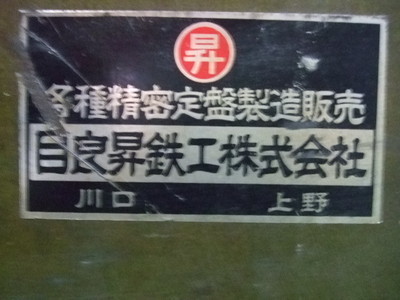 昇
各種精密定盤製造販売
自良昇鉄工株式会社
川口 上野